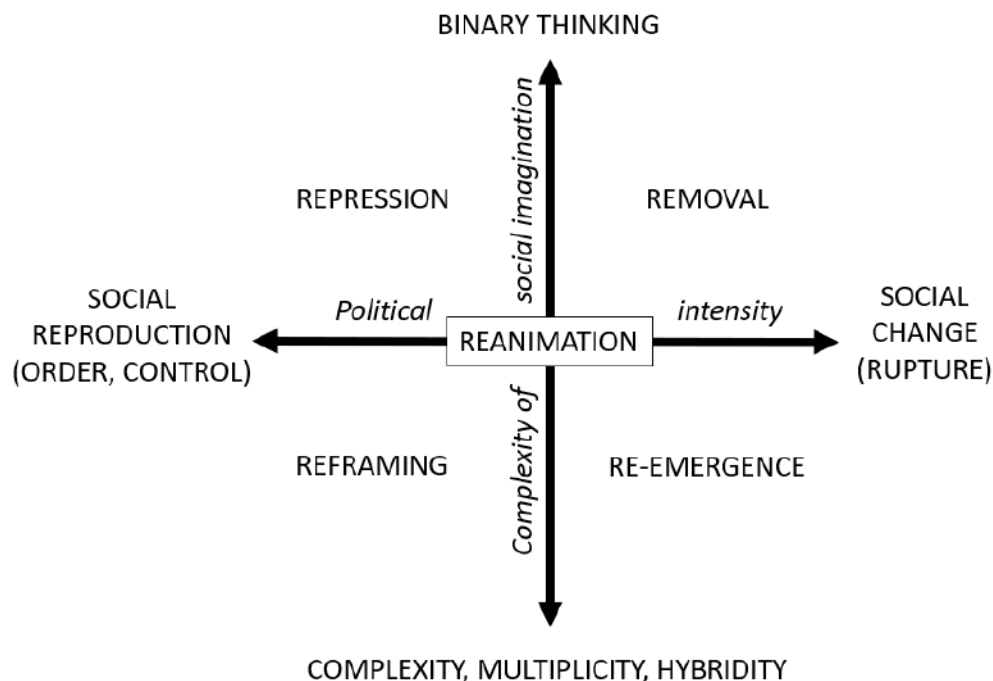 BINARY THINKING
social imagination
REPRESSION
REMOVAL
SOCIAL
REPRODUCTION
(ORDER, CONTROL)
Political
REANIMATION
intensity
SOCIAL
CHANGE
(RUPTURE)
Complexity of
REFRAMING
RE-EMERGENCE
COMPLEXITY, MULTIPLICITY, HYBRIDITY